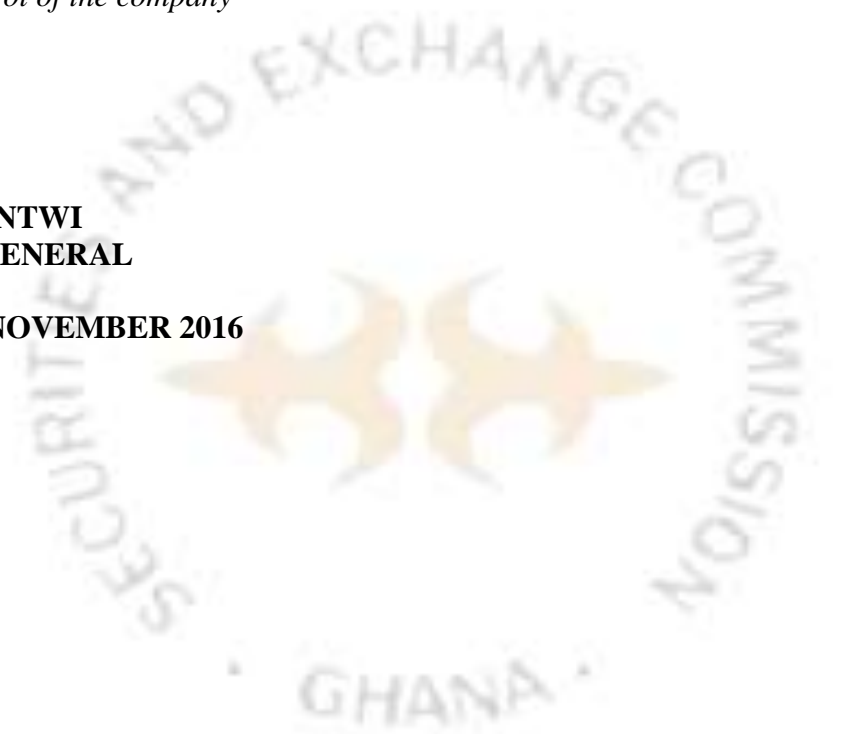 of the company
NTWI
ENERAL
NOVEMBER 2016
SECURITIES AND EXCHANGE COMMISSION
· GHANA ·